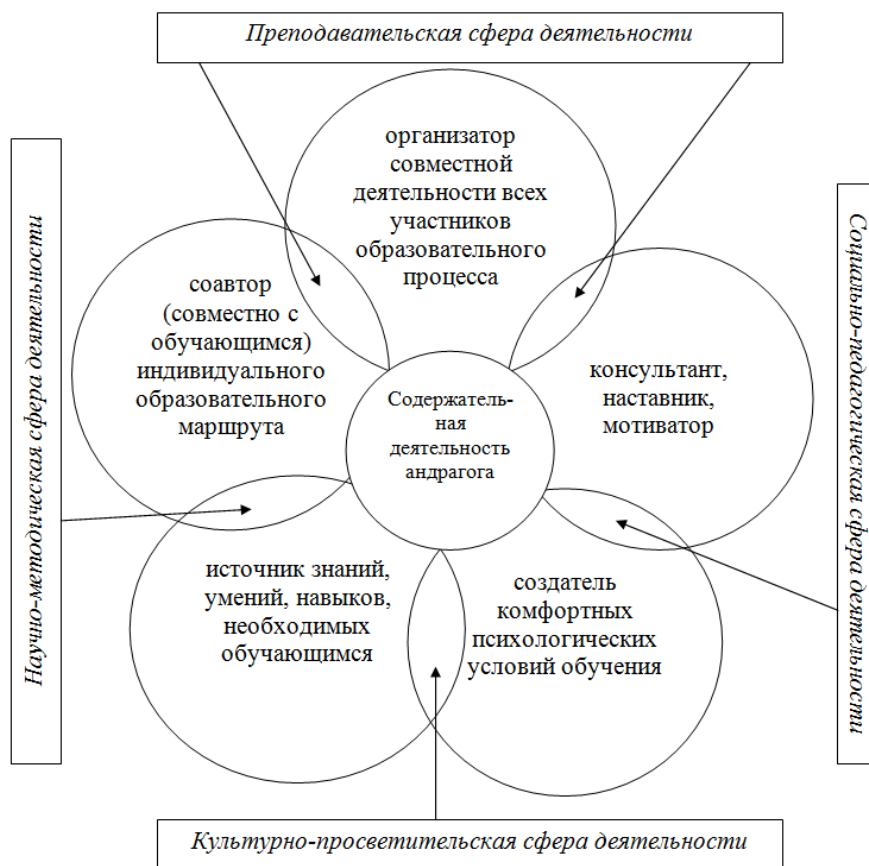 Преподавательская сфера деятельности
организатор
совместной
деятельности всех
участников
образовательного
процесса
Научно-методическая сфера деятельности
соавтор
(совместно с
обучающимся)
индивидуального
образовательного
маршрута
консультант,
наставник,
мотиватор
Социально-педагогическая сфера деятельности
Содержатель-
ная
деятельность
андрагога
источник знаний,
умений, навыков,
необходимых
обучающимся
создатель
комфортных
психологических
условий обучения
Культурно-просветительская сфера деятельности